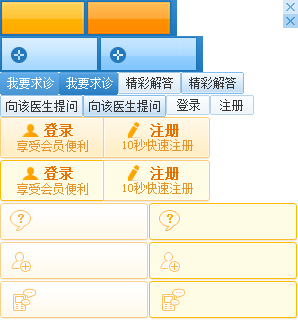 我要求诊 我要求诊 精彩解答 精彩解答
向该医生提问 向该医生提问 登录 注册
登录 注册
享受会员便利 10秒快速注册
登录 注册
享受会员便利 10秒快速注册